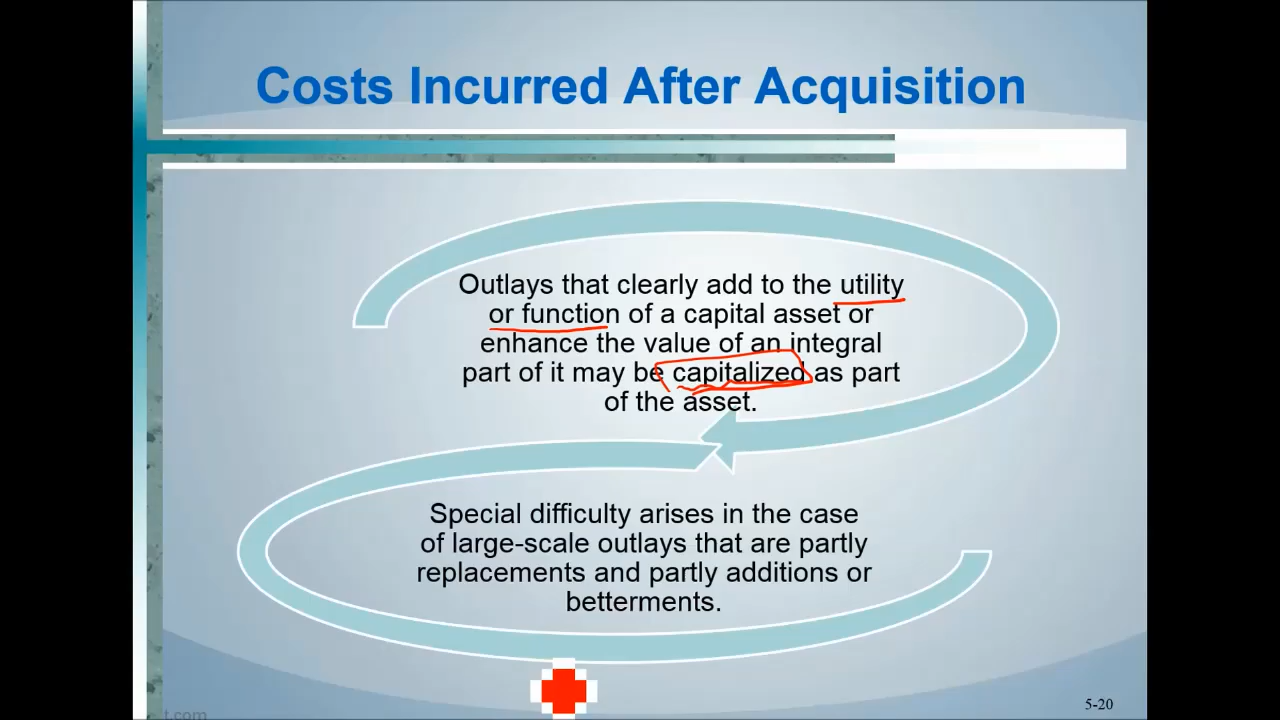 Costs Incurred After Acquisition
Outlays that clearly add to the utility
or function of a capital asset or
enhance the value of an integral
part of it may be capitalized as part
of the asset.
Special difficulty arises in the case
of large-scale outlays that are partly
replacements and partly additions or
betterments.
t.com
5-20